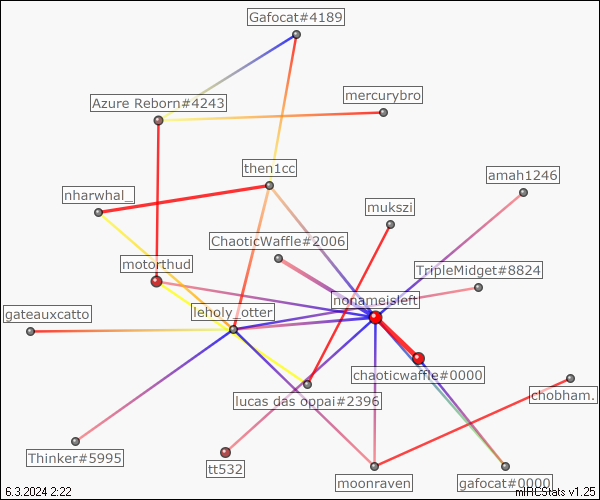 Gafocat#4189
mercurybro
Azure Reborn#4243
then1cc
amah1246
nharwhal_
mukszi
ChaoticWaffle#2006
motorthud
TripleMidget#8824
nonameisleft
gateauxcatto
leholy_otter
chaoticwaffle#0000
chobham.
lucas das oppai#2396
Thinker#5995
tt532
moonraven
gafocat#0000
6.3.2024 2:22
mIRCStats v1.25